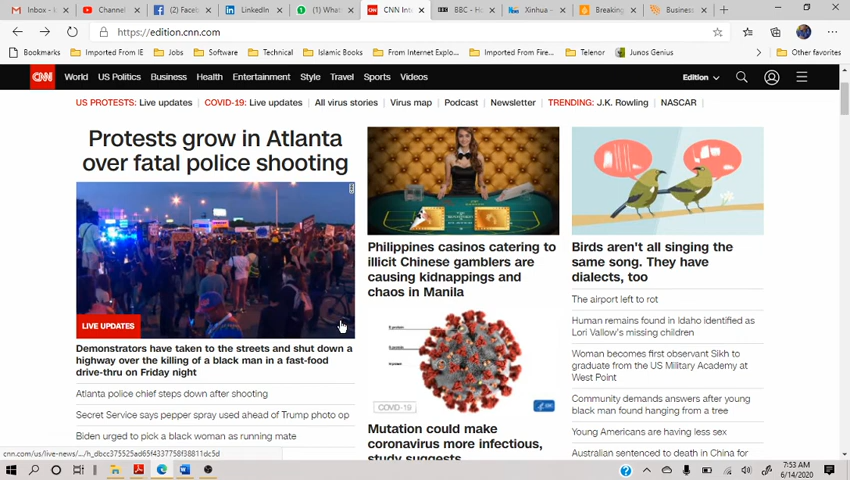 Inbox -
Channel
(2) Face
LinkedIn
(1) What
CNN Int
BBC - Ho
Xinhua -
Breaking
Business
https://edition.cnn.com
Bookmarks
Imported From IE
Jobs
Software
Technical
Islamic Books
From Internet Explo...
Imported From Fire...
Telenor
Junos Genius
Other favorites
CNN World US Politics Business Health Entertainment Style Travel Sports Videos
Edition
US PROTESTS: Live updates COVID-19: Live updates All virus stories Virus map Podcast Newsletter TRENDING: J.K. Rowling NASCAR
Protests grow in Atlanta
over fatal police shooting
LIVE UPDATES
Demonstrators have taken to the streets and shut down a
highway over the killing of a black man in a fast-food
drive-thru on Friday night
Atlanta police chief steps down after shooting
Secret Service says pepper spray used ahead of Trump photo op
Biden urged to pick a black woman as running mate
Philippines casinos catering to
illicit Chinese gamblers are
causing kidnappings and
chaos in Manila
COVID-19
Mutation could make
coronavirus more infectious,
study suggests
Birds aren't all singing the
same song. They have
dialects, too
The airport left to rot
Human remains found in Idaho identified as
Lori Vallow's missing children
Woman becomes first observant Sikh to
graduate from the US Military Academy at
West Point
Community demands answers after young
black man found hanging from a tree
Young Americans are having less sex
Australian sentenced to death in China for
7:53 AM
6/14/2020